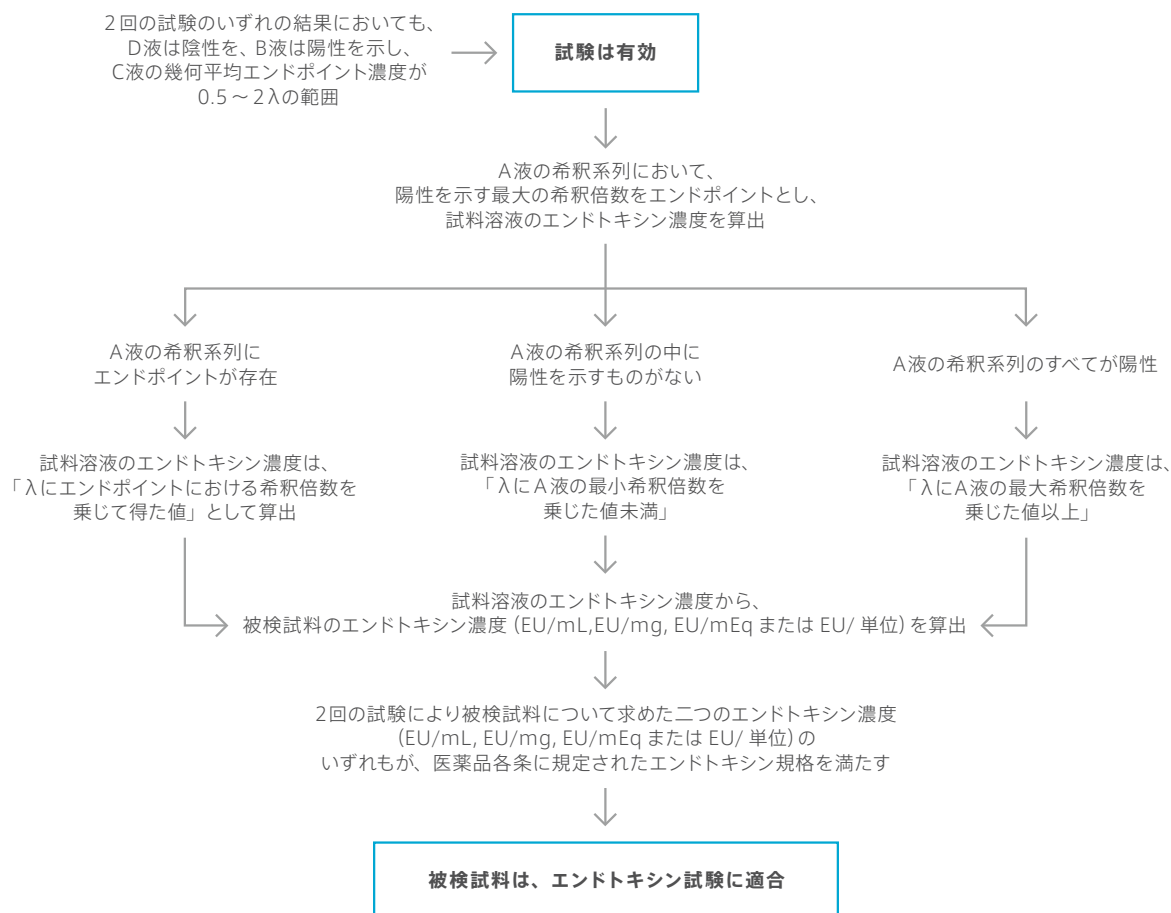 2回の試験のいずれの結果においても、
D液は陰性を、B液は陽性を示し、
C液の幾何平均エンドポイント濃度が
0.5～2λの範囲
試験は有効
A液の希釈系列において、
陽性を示す最大の希釈倍数をエンドポイントとし、
試料溶液のエンドトキシン濃度を算出
A液の希釈系列に
エンドポイントが存在
A液の希釈系列の中に
陽性を示すものがない
A液の希釈系列のすべてが陽性
試料溶液のエンドトキシン濃度は、
「λにエンドポイントにおける希釈倍数を
乗じて得た値」として算出
試料溶液のエンドトキシン濃度は、
「λにA液の最小希釈倍数を
乗じた値未満」
試料溶液のエンドトキシン濃度は、
「λにA液の最大希釈倍数を
乗じた値以上」
試料溶液のエンドトキシン濃度から、
被検試料のエンドトキシン濃度（EU/mL,EU/mg, EU/mEq または EU/ 単位）を算出
2回の試験により被検試料について求めた二つのエンドトキシン濃度
（EU/mL, EU/mg, EU/mEq または EU/ 単位）の
いずれもが、医薬品各条に規定されたエンドトキシン規格を満たす
被検試料は、エンドトキシン試験に適合